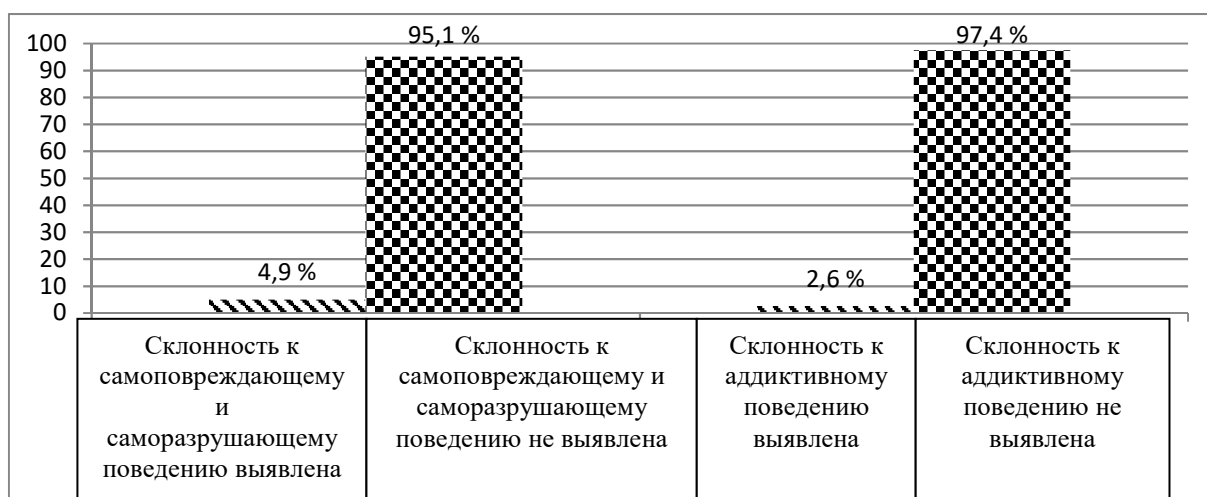 95,1 %
97,4 %
100
90
80
70
60
50
40
30
20
10
0
4,9 %
2,6 %
Склонность к
самоповреждающему
и
саморазрушающему
поведению выявлена
Склонность к
самоповреждающему и
саморазрушающему
поведению не выявлена
Склонность к
аддиктивному
поведению
выявлена
Склонность к
аддиктивному
поведению не
выявлена